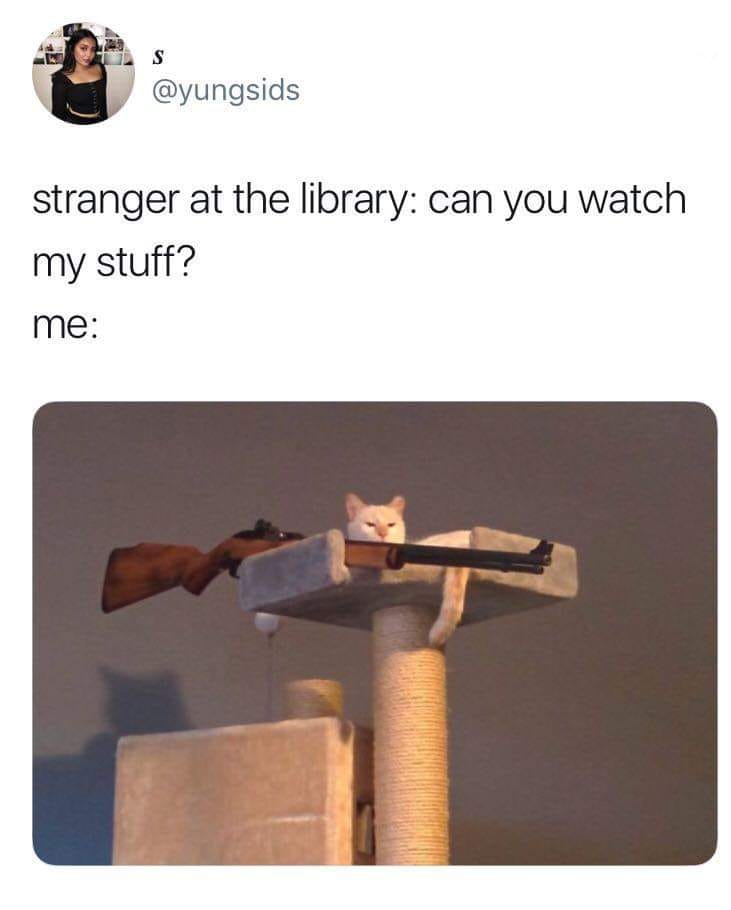 s
@yungsids
stranger at the library: can you watch
my stuff?
me: